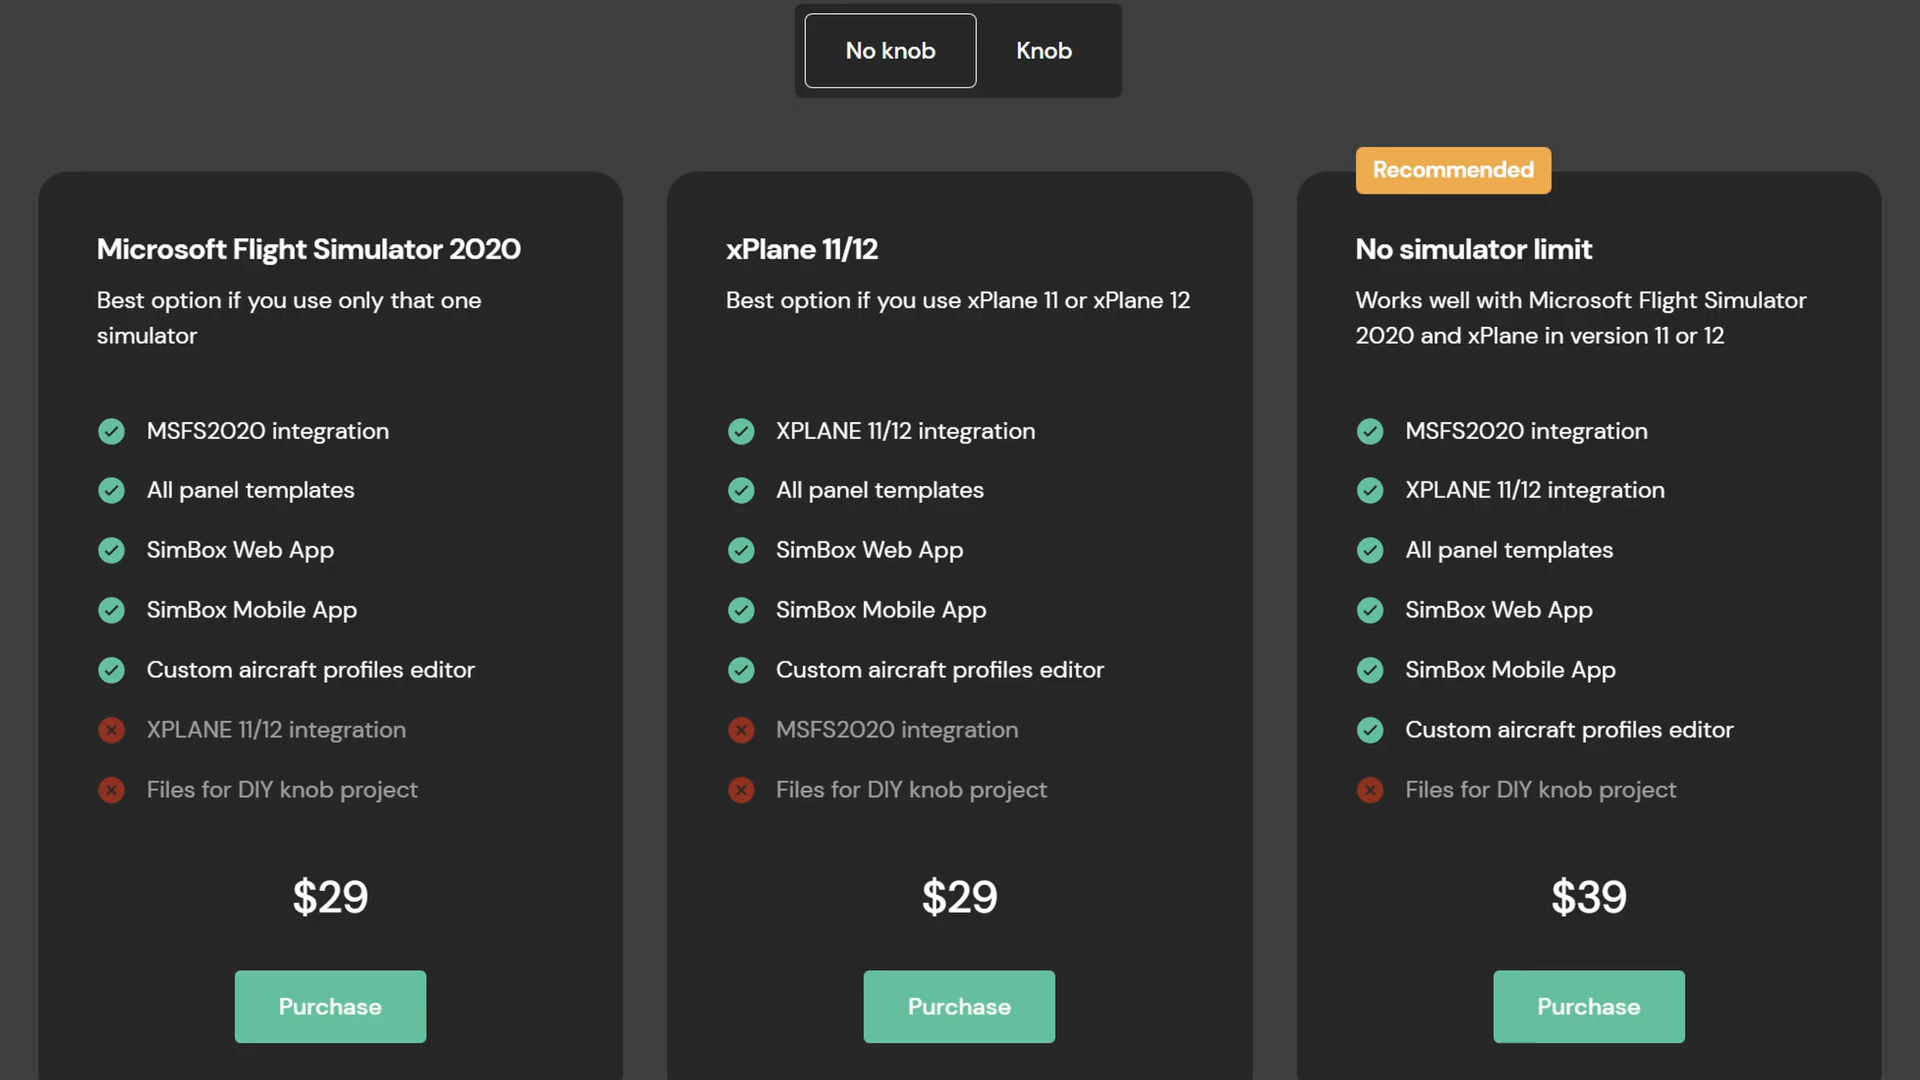 No knob
Knob
Microsoft Flight Simulator 2020
Best option if you use only that one
simulator
MSFS2020 integration
All panel templates
SimBox Web App
SimBox Mobile App
Custom aircraft profiles editor
XPLANE 11/12 integration
Files for DIY knob project
$29
Purchase
xPlane 11/12
Best option if you use xPlane 11 or xPlane 12
XPLANE 11/12 integration
All panel templates
SimBox Web App
SimBox Mobile App
Custom aircraft profiles editor
MSFS2020 integration
Files for DIY knob project
$29
Purchase
Recommended
No simulator limit
Works well with Microsoft Flight Simulator
2020 and xPlane in version 11 or 12
MSFS2020 integration
XPLANE 11/12 integration
All panel templates
SimBox Web App
SimBox Mobile App
Custom aircraft profiles editor
Files for DIY knob project
$39
Purchase